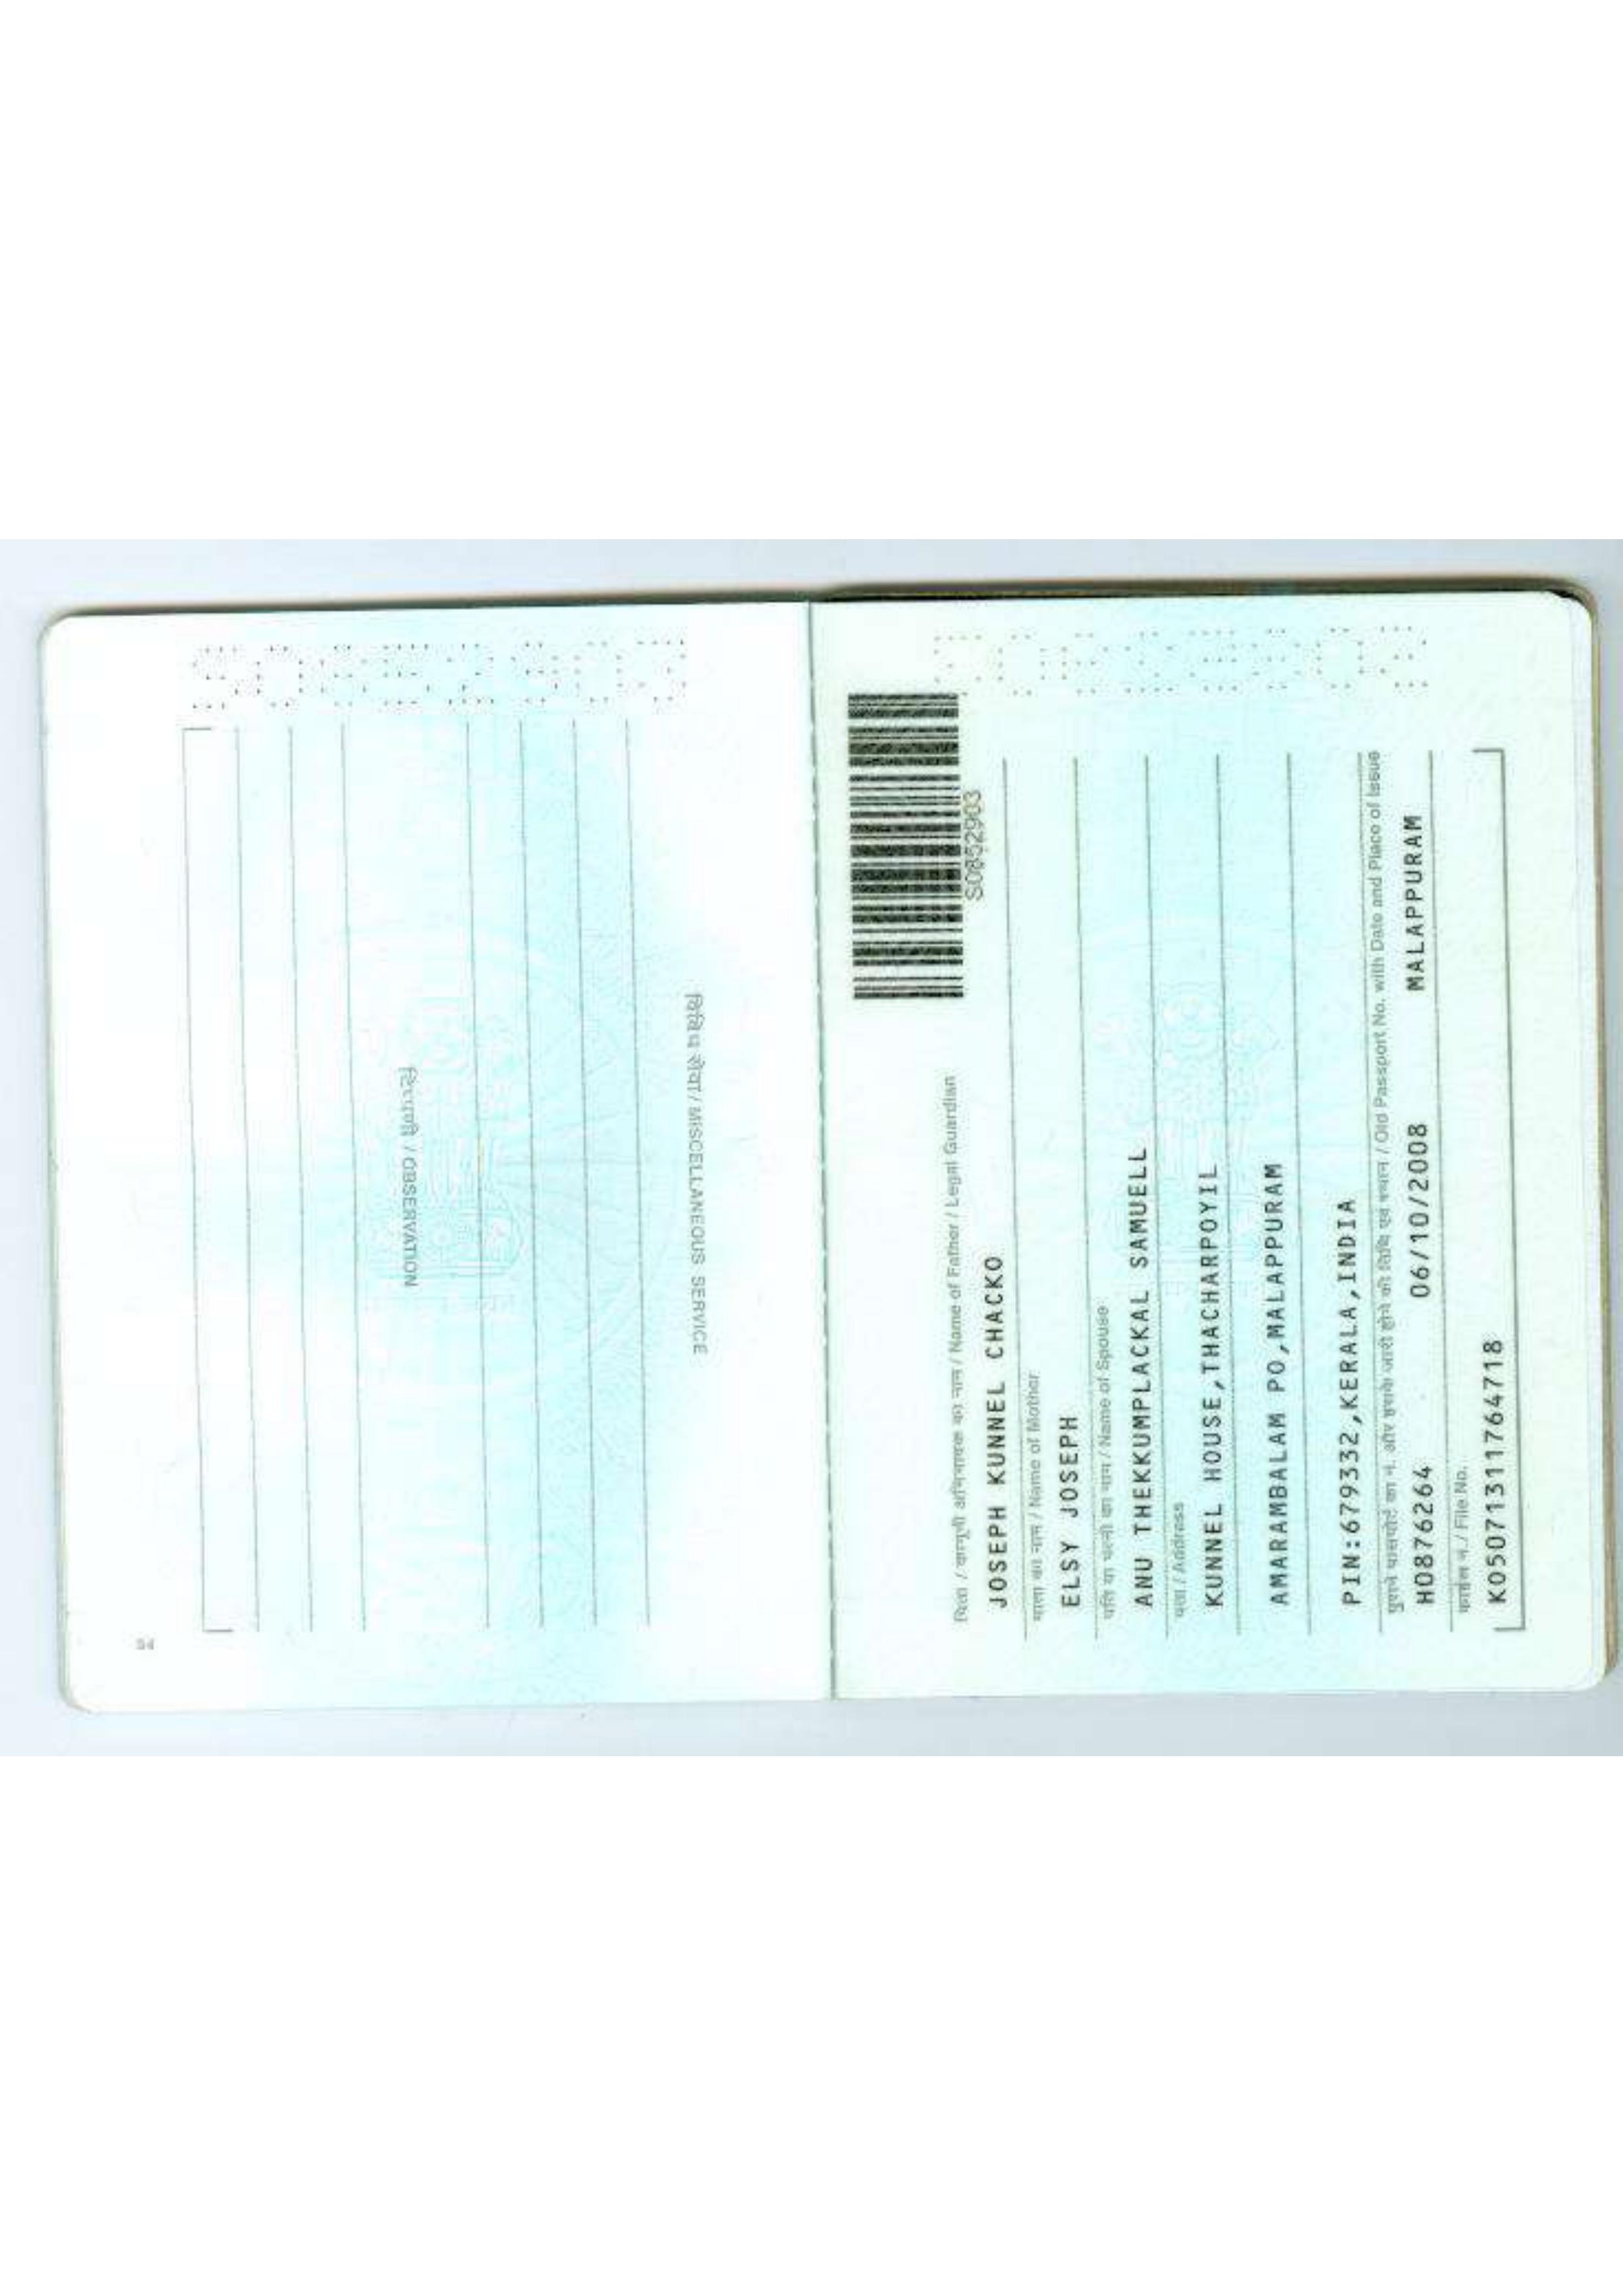 S0852903
पिता / कानूनी अभिभावक का नाम / Name of Father / Legal Guardian
JOSEPH KUNNEL CHACKO
माता का नाम / Name of Mother
ELSY JOSEPH
पति या पत्नी का नाम / Name of Spouse
ANU THEKKUMPLACKAL SAMUELL
पता / Address
KUNNEL HOUSE,THACHARPOYIL
AMARAMBALAM PO,MALAPPURAM
PIN:679332,KERALA,INDIA
पुराने पासपोर्ट का नं. और इसके जारी होने की तिथि एवं स्थान / Old Passport No. with Date and Place of Issue
H0876264 06/10/2008 MALAPPURAM
फाईल नं./ File No.
K05071311764718
विविध सेवा / MISCELLANEOUS SERVICE
टिप्पणी / OBSERVATION
34